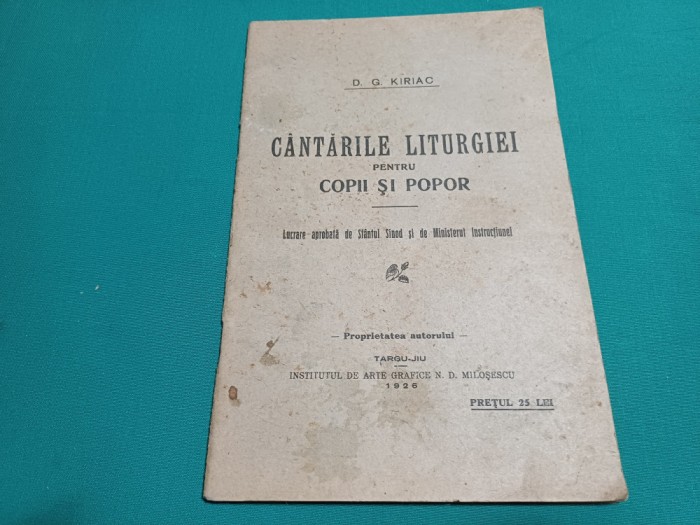 D. G. KIRIAC
CÂNTĂRILE LITURGIEI
PENTRU
COPII ŞI POPOR
Lucrare aprobată de Sfântul Sinod şi de Ministerul Instrucţiunei
— Proprietatea autorului —
TARGU-JIU
INSTITUTUL DE ARTE GRAFICE N. D. MILOŞESCU
1926
PREŢUL 25 LEI